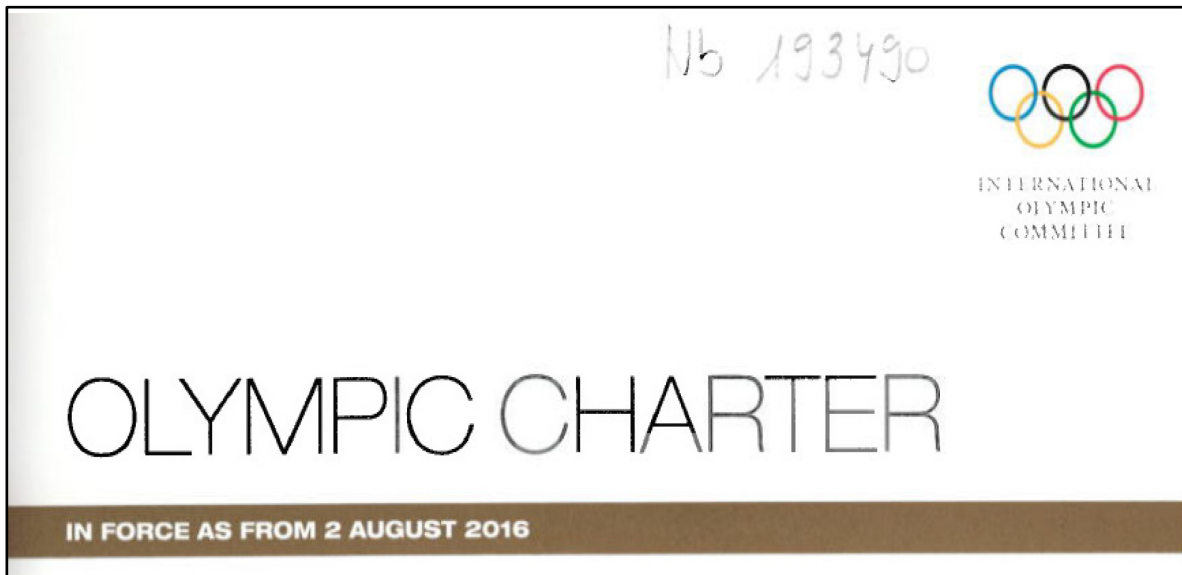 Nb 193490
INTERNATIONAL
OLYMPIC
COMMITTEE
OLYMPIC CHARTER
IN FORCE AS FROM 2 AUGUST 2016